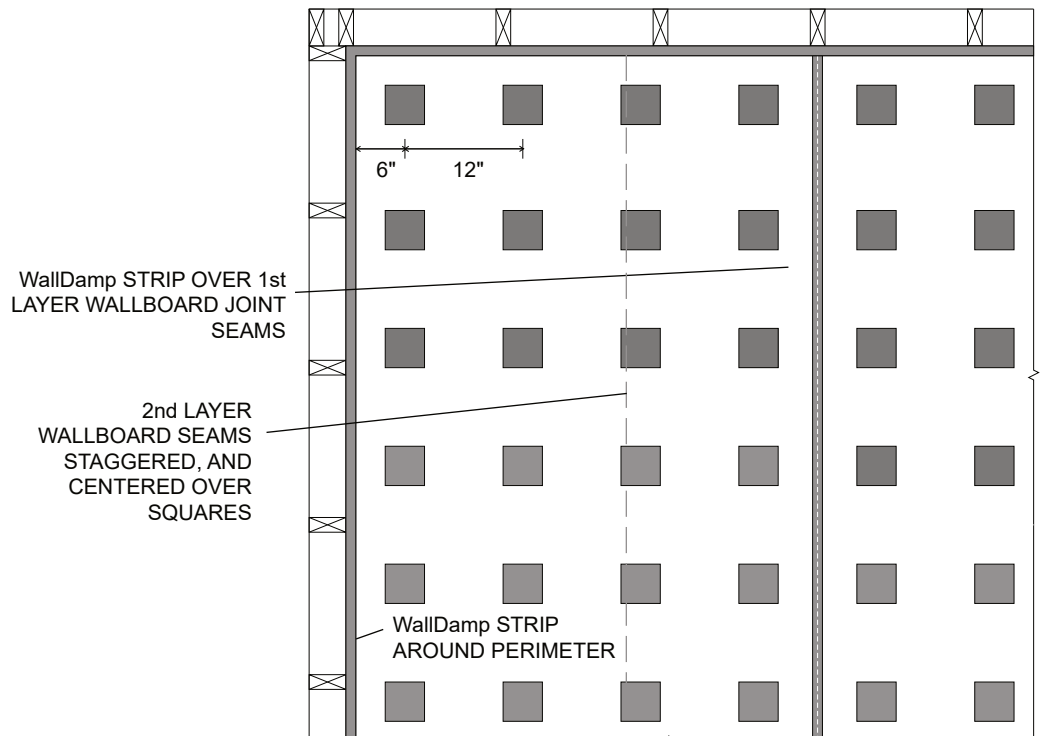 6"
12"
WallDamp STRIP OVER 1st
LAYER WALLBOARD JOINT
SEAMS
2nd LAYER
WALLBOARD SEAMS
STAGGERED, AND
CENTERED OVER
SQUARES
WallDamp STRIP
AROUND PERIMETER